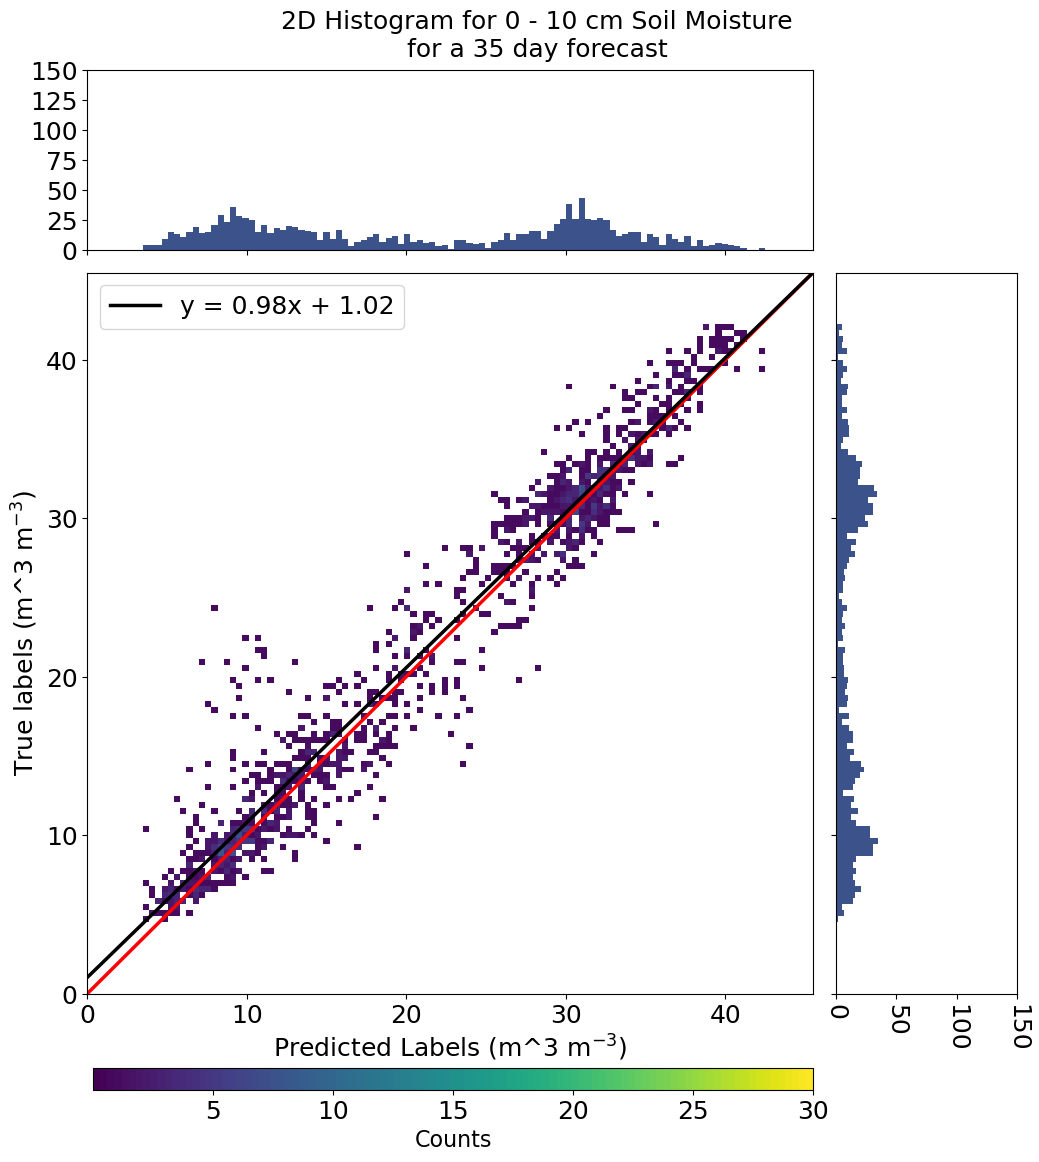 2D Histogram for 0 - 10 cm Soil Moisture
for a 35 day forecast
150
125
100
75
50
25
0
y = 0.98x + 1.02
True labels (m^3 m⁻³)
40
30
20
10
0
0 10 20 30 40
Predicted Labels (m^3 m⁻³)
0 50 100 150
5 10 15 20 25 30
Counts